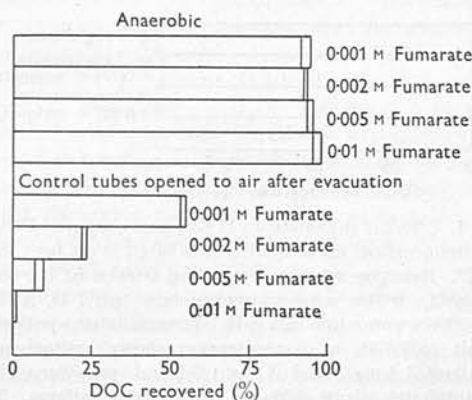 Anaerobic
0·001 M Fumarate
0·002 M Fumarate
0·005 M Fumarate
0·01 M Fumarate
Control tubes opened to air after evacuation
0·001 M Fumarate
0·002 M Fumarate
0·005 M Fumarate
0·01 M Fumarate
0 25 50 75 100
DOC recovered (%)